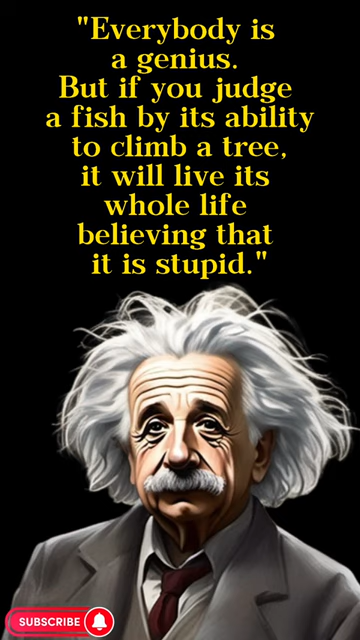 "Everybody is
a genius.
But if you judge
a fish by its ability
to climb a tree,
it will live its
whole life
believing that
it is stupid."
SUBSCRIBE